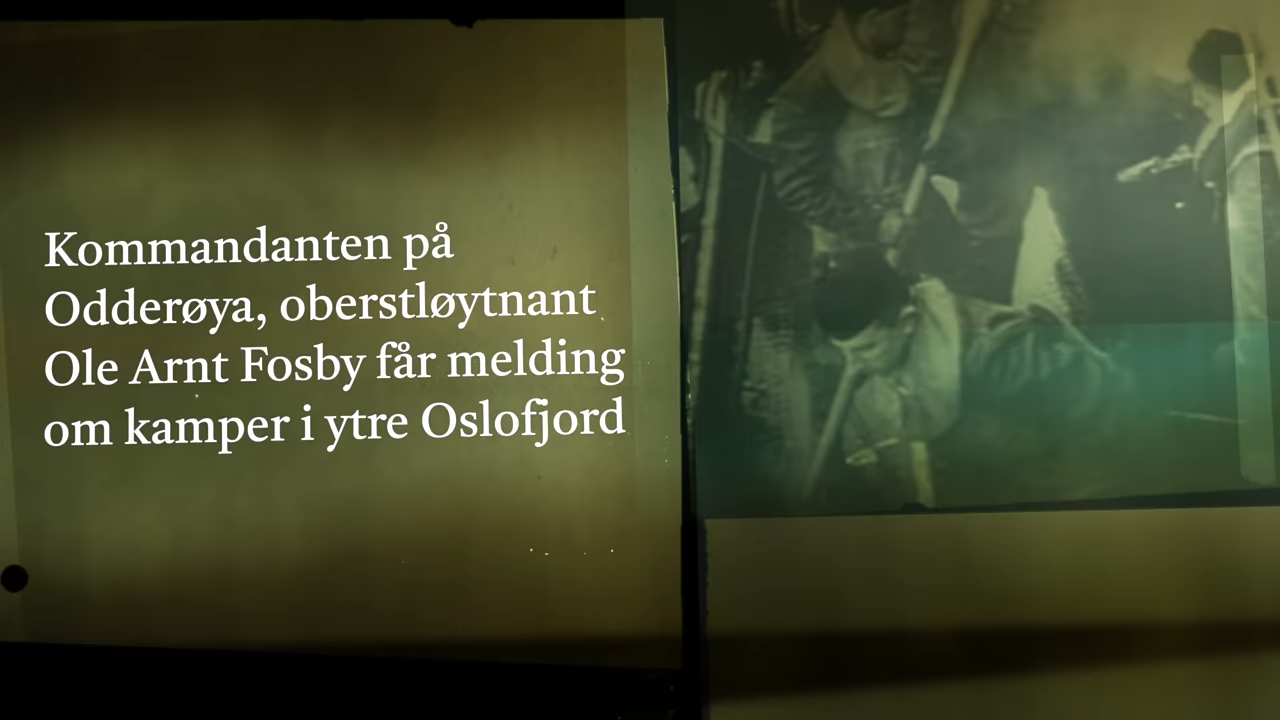 Kommandanten på
Odderøya, oberstløytnant
Ole Arnt Fosby får melding
om kamper i ytre Oslofjord